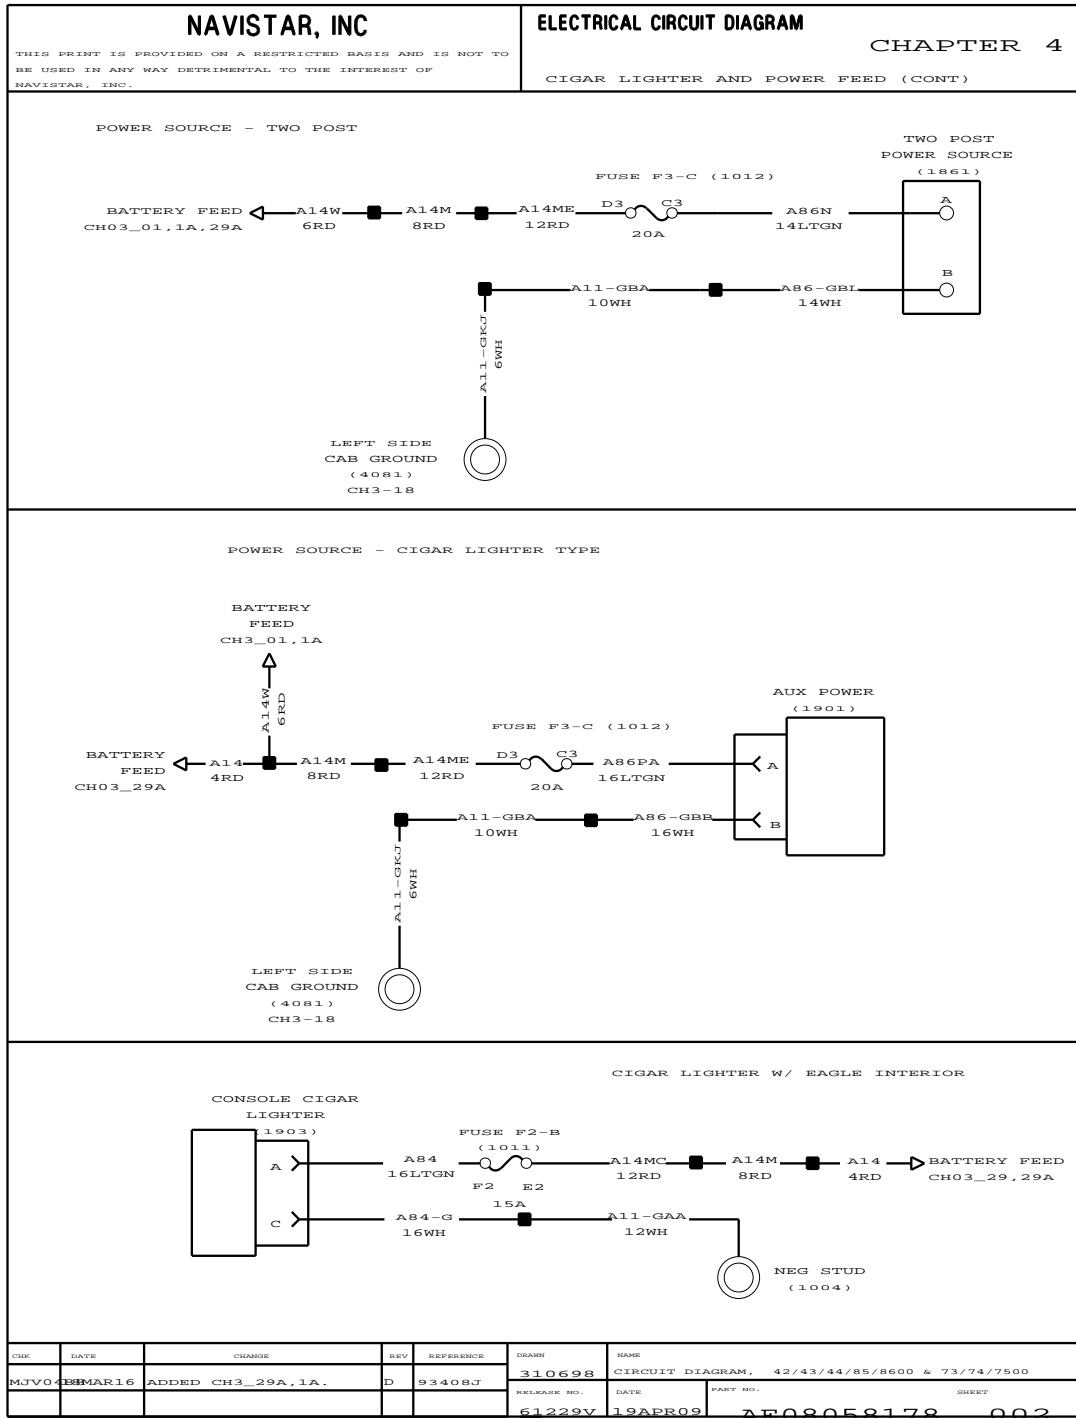 NAVISTAR, INC
THIS PRINT IS PROVIDED ON A RESTRICTED BASIS AND IS NOT TO
BE USED IN ANY WAY DETRIMENTAL TO THE INTEREST OF
NAVISTAR, INC.
ELECTRICAL CIRCUIT DIAGRAM
CHAPTER 4
CIGAR LIGHTER AND POWER FEED (CONT)
POWER SOURCE - TWO POST
TWO POST
POWER SOURCE
(1861)
FUSE F3-C (1012)
BATTERY FEED
CH03_01,1A,29A
A14W
6RD
A14M
8RD
A14ME
12RD
D3
C3
20A
A86N
14LTGN
A
B
A11-GBA
10WH
A86-GBL
14WH
A11-GKJ
6WH
LEFT SIDE
CAB GROUND
(4081)
CH3-18
POWER SOURCE - CIGAR LIGHTER TYPE
BATTERY
FEED
CH3_01,1A
A14W
6RD
AUX POWER
(1901)
FUSE F3-C (1012)
BATTERY
FEED
CH03_29A
A14
4RD
A14M
8RD
A14ME
12RD
D3
C3
20A
A86PA
16LTGN
A
B
A11-GBA
10WH
A86-GBB
16WH
A11-GKJ
6WH
LEFT SIDE
CAB GROUND
(4081)
CH3-18
CIGAR LIGHTER W/ EAGLE INTERIOR
CONSOLE CIGAR
LIGHTER
(1903)
FUSE F2-B
(1011)
A
A84
16LTGN
F2
E2
15A
A14MC
12RD
A14M
8RD
A14
4RD
BATTERY FEED
CH03_29,29A
C
A84-G
16WH
A11-GAA
12WH
NEG STUD
(1004)
CHK
DATE
CHANGE
REV
REFERENCE
DRAWN
NAME
310698
CIRCUIT DIAGRAM, 42/43/44/85/8600 & 73/74/7500
ADDED CH3_29A,1A.
D
93408J
RELEASE NO.
DATE
PART NO.
SHEET
61229V
19APR09
AE08058178
002